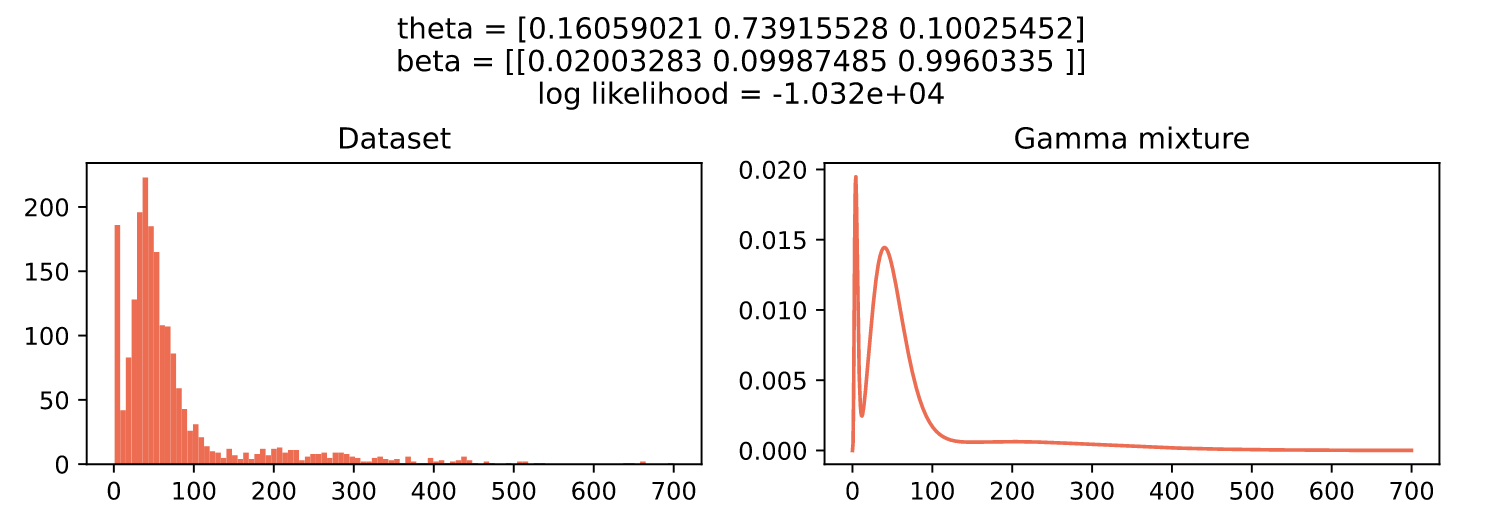 theta = [0.16059021 0.73915528 0.10025452]
beta = [[0.02003283 0.09987485 0.9960335 ]]
log likelihood = -1.032e+04
Dataset
200
150
100
50
0
0 100 200 300 400 500 600 700
Gamma mixture
0.020
0.015
0.010
0.005
0.000
0 100 200 300 400 500 600 700